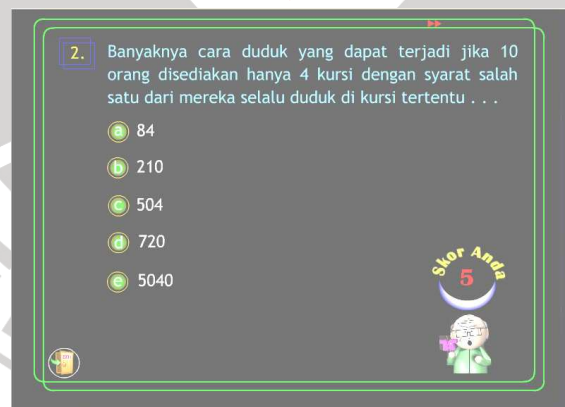 2. Banyaknya cara duduk yang dapat terjadi jika 10
orang disediakan hanya 4 kursi dengan syarat salah
satu dari mereka selalu duduk di kursi tertentu . . .
a 84
b 210
c 504
d 720
e 5040
Skor Anda
5